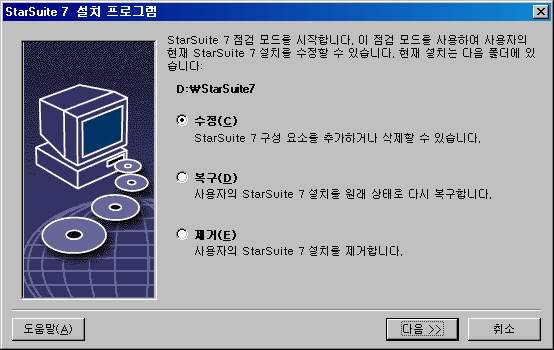 StarSuite 7 설치 프로그램
StarSuite 7 점검 모드를 시작합니다. 이 점검 모드를 사용하여 사용자의
현재 StarSuite 7 설치를 수정할 수 있습니다. 현재 설치는 다음 폴더에 있
습니다:
D:₩StarSuite7
수정(C)
StarSuite 7 구성 요소를 추가하거나 삭제할 수 있습니다.
복구(D)
사용자의 StarSuite 7 설치를 원래 상태로 다시 복구합니다.
제거(E)
사용자의 StarSuite 7 설치를 제거합니다.
도움말(A)
다음 >>
취소